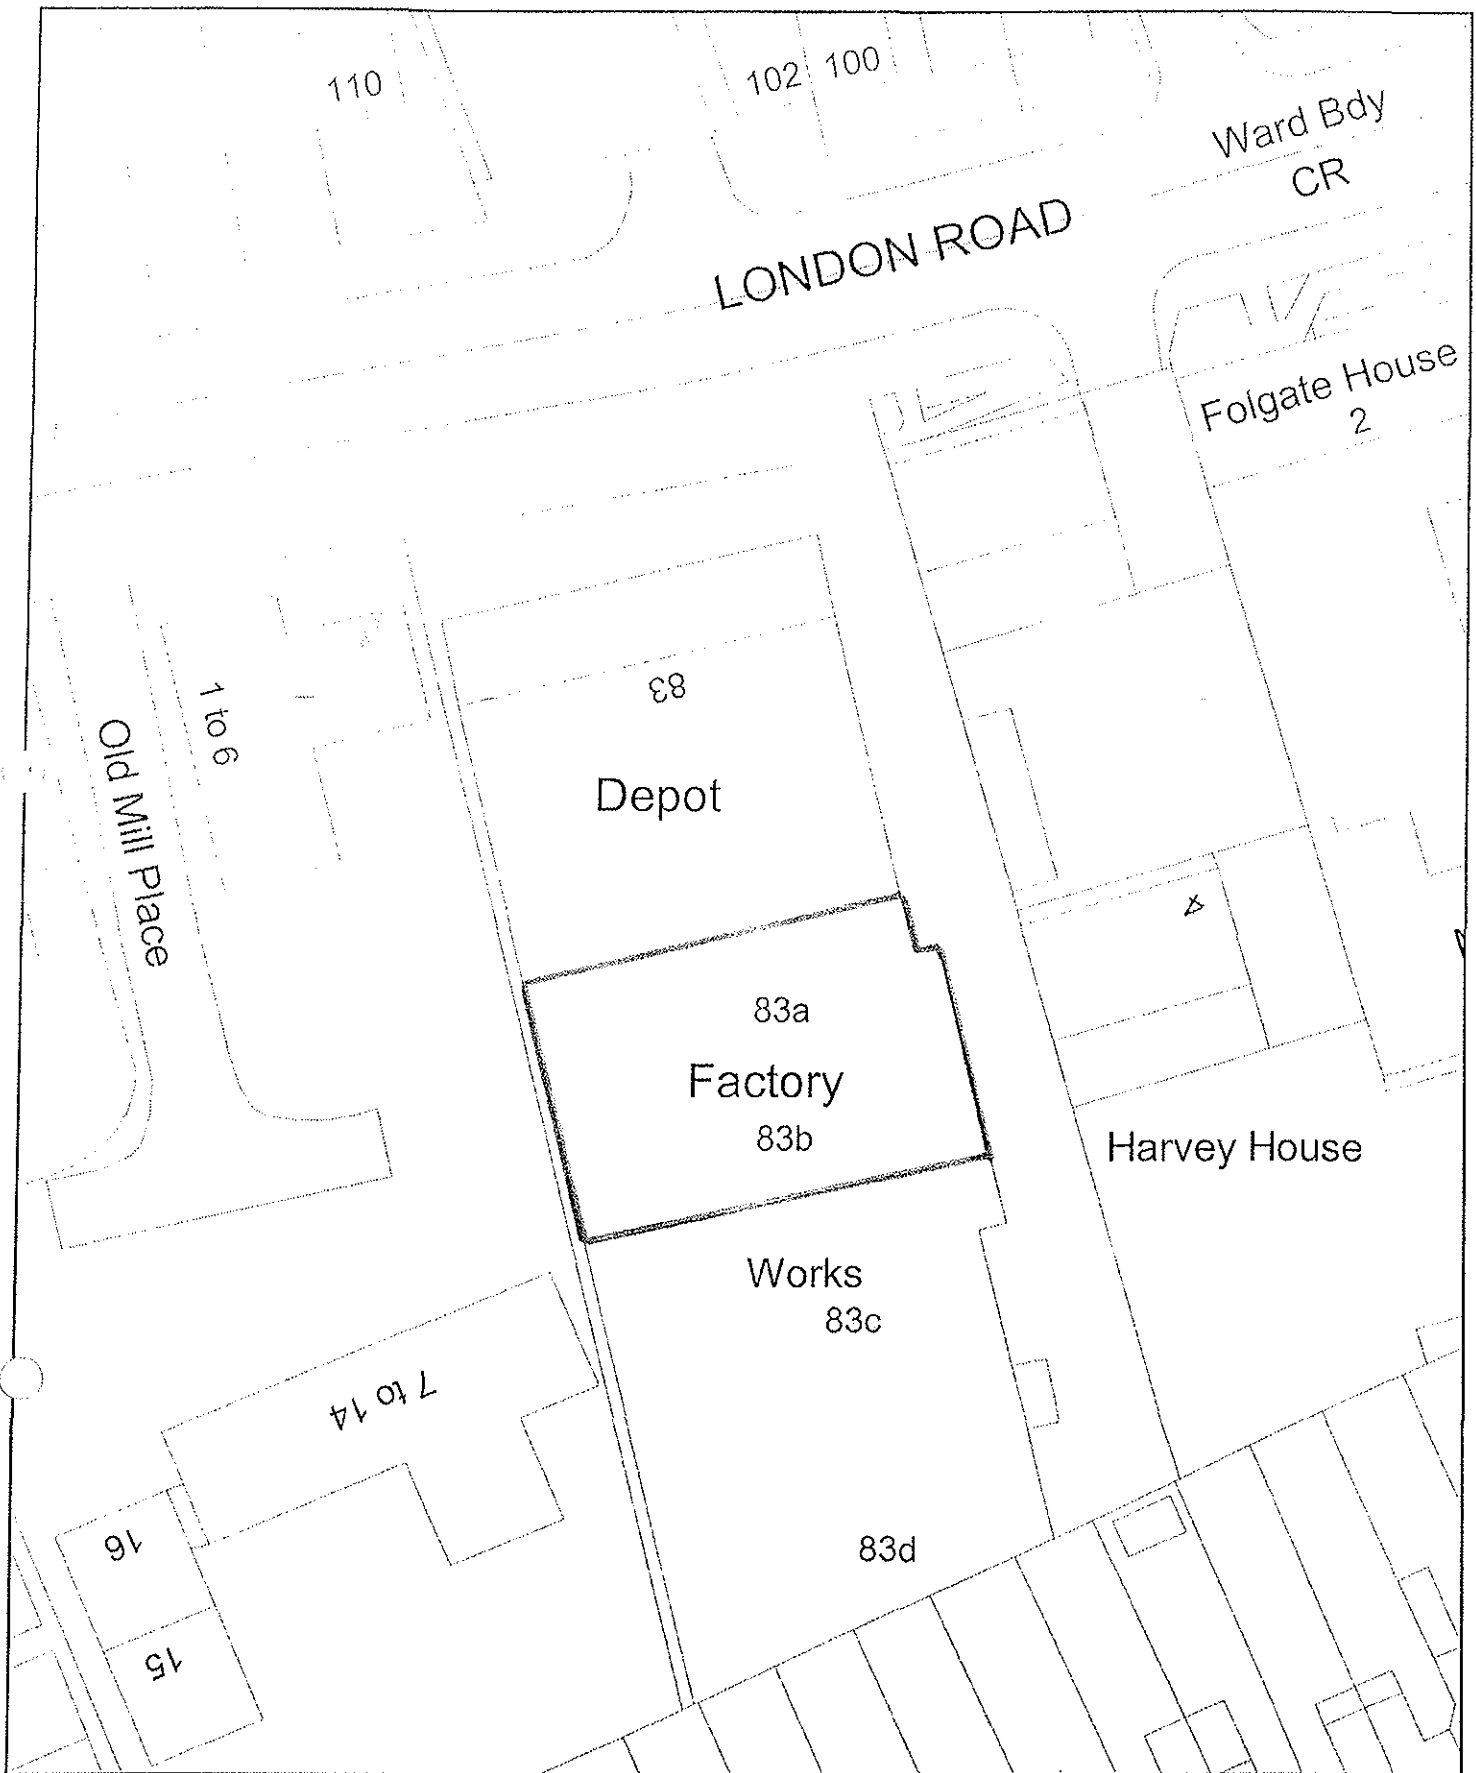 110
102 100
Ward Bdy
CR
LONDON ROAD
Folgate House
2
83
1 to 6
Old Mill Place
Depot
4
83a
Factory
83b
Harvey House
Works
83c
7 to 14
16
83d
15